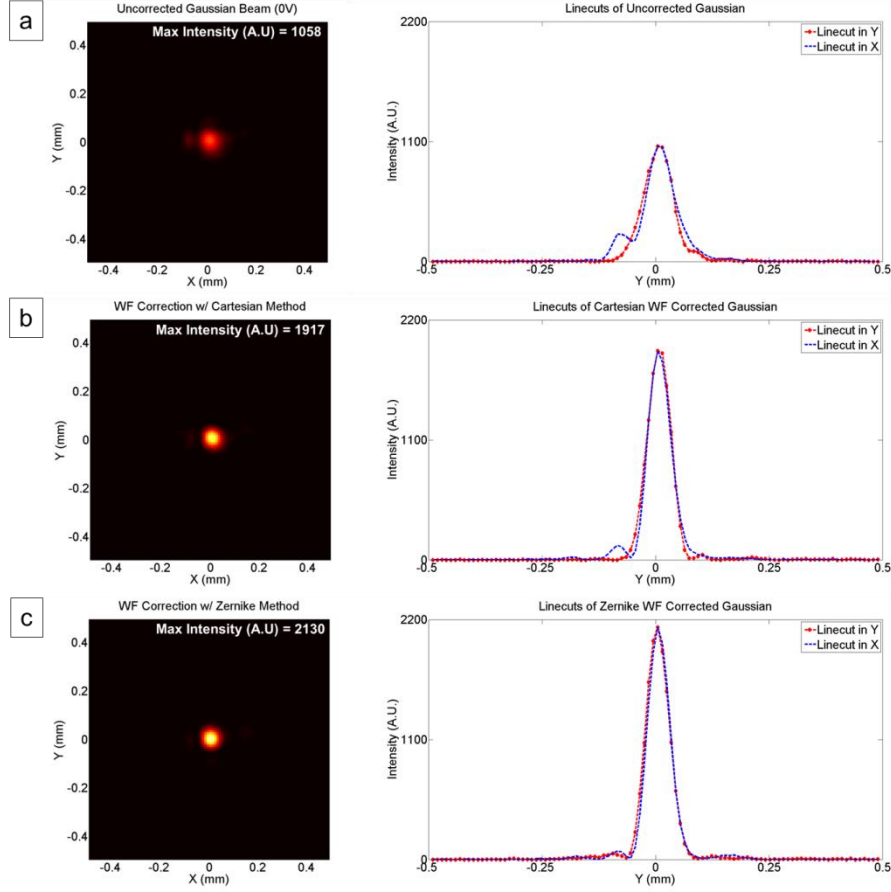 a
Uncorrected Gaussian Beam (0V)
Max Intensity (A.U) = 1058
0.4
0.2
0
-0.2
-0.4
Y (mm)
-0.4
-0.2
0
0.2
0.4
X (mm)
Linecuts of Uncorrected Gaussian
Linecut in Y
Linecut in X
2200
1100
0
Intensity (A.U.)
-0.5
-0.25
0
0.25
0.5
Y (mm)
b
WF Correction w/ Cartesian Method
Max Intensity (A.U) = 1917
0.4
0.2
0
-0.2
-0.4
Y (mm)
-0.4
-0.2
0
0.2
0.4
X (mm)
Linecuts of Cartesian WF Corrected Gaussian
Linecut in Y
Linecut in X
2200
1100
0
Intensity (A.U.)
-0.5
-0.25
0
0.25
0.5
Y (mm)
c
WF Correction w/ Zernike Method
Max Intensity (A.U) = 2130
0.4
0.2
0
-0.2
-0.4
Y (mm)
-0.4
-0.2
0
0.2
0.4
X (mm)
Linecuts of Zernike WF Corrected Gaussian
Linecut in Y
Linecut in X
2200
1100
0
Intensity (A.U.)
-0.5
-0.25
0
0.25
0.5
Y (mm)